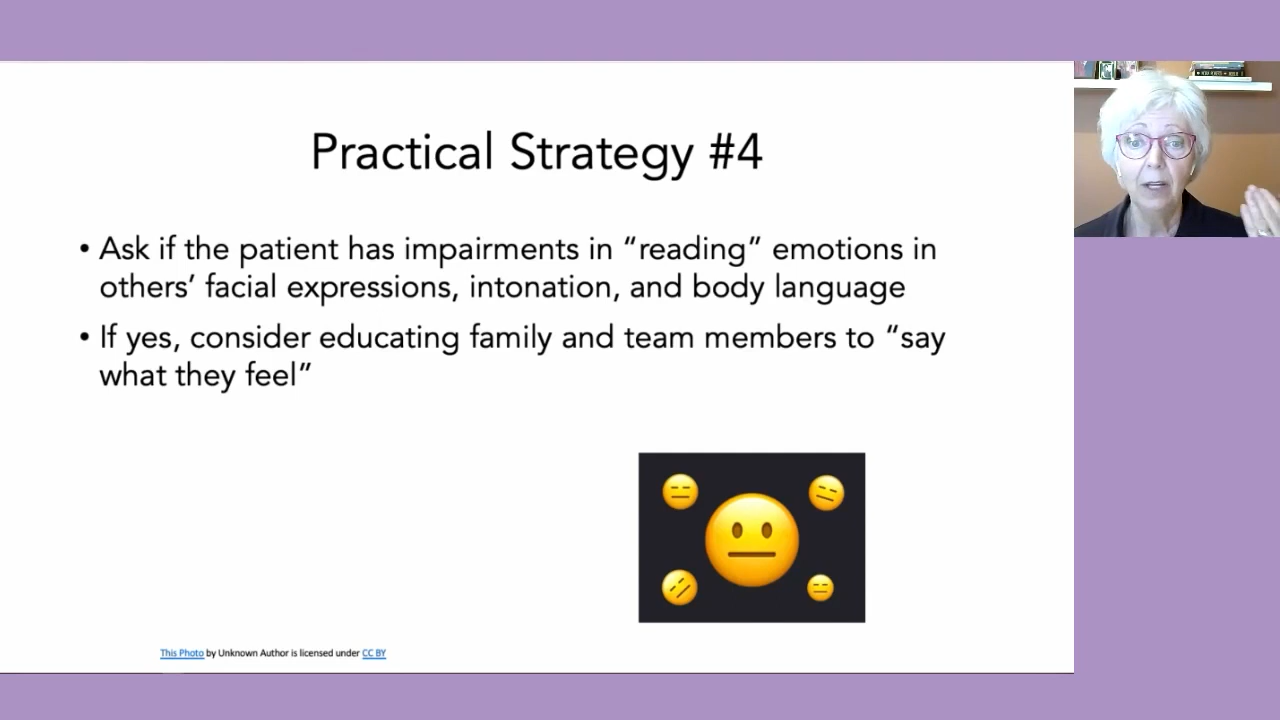 Practical Strategy #4
• Ask if the patient has impairments in “reading” emotions in
others’ facial expressions, intonation, and body language
• If yes, consider educating family and team members to “say
what they feel”
This Photo by Unknown Author is licensed under CC BY